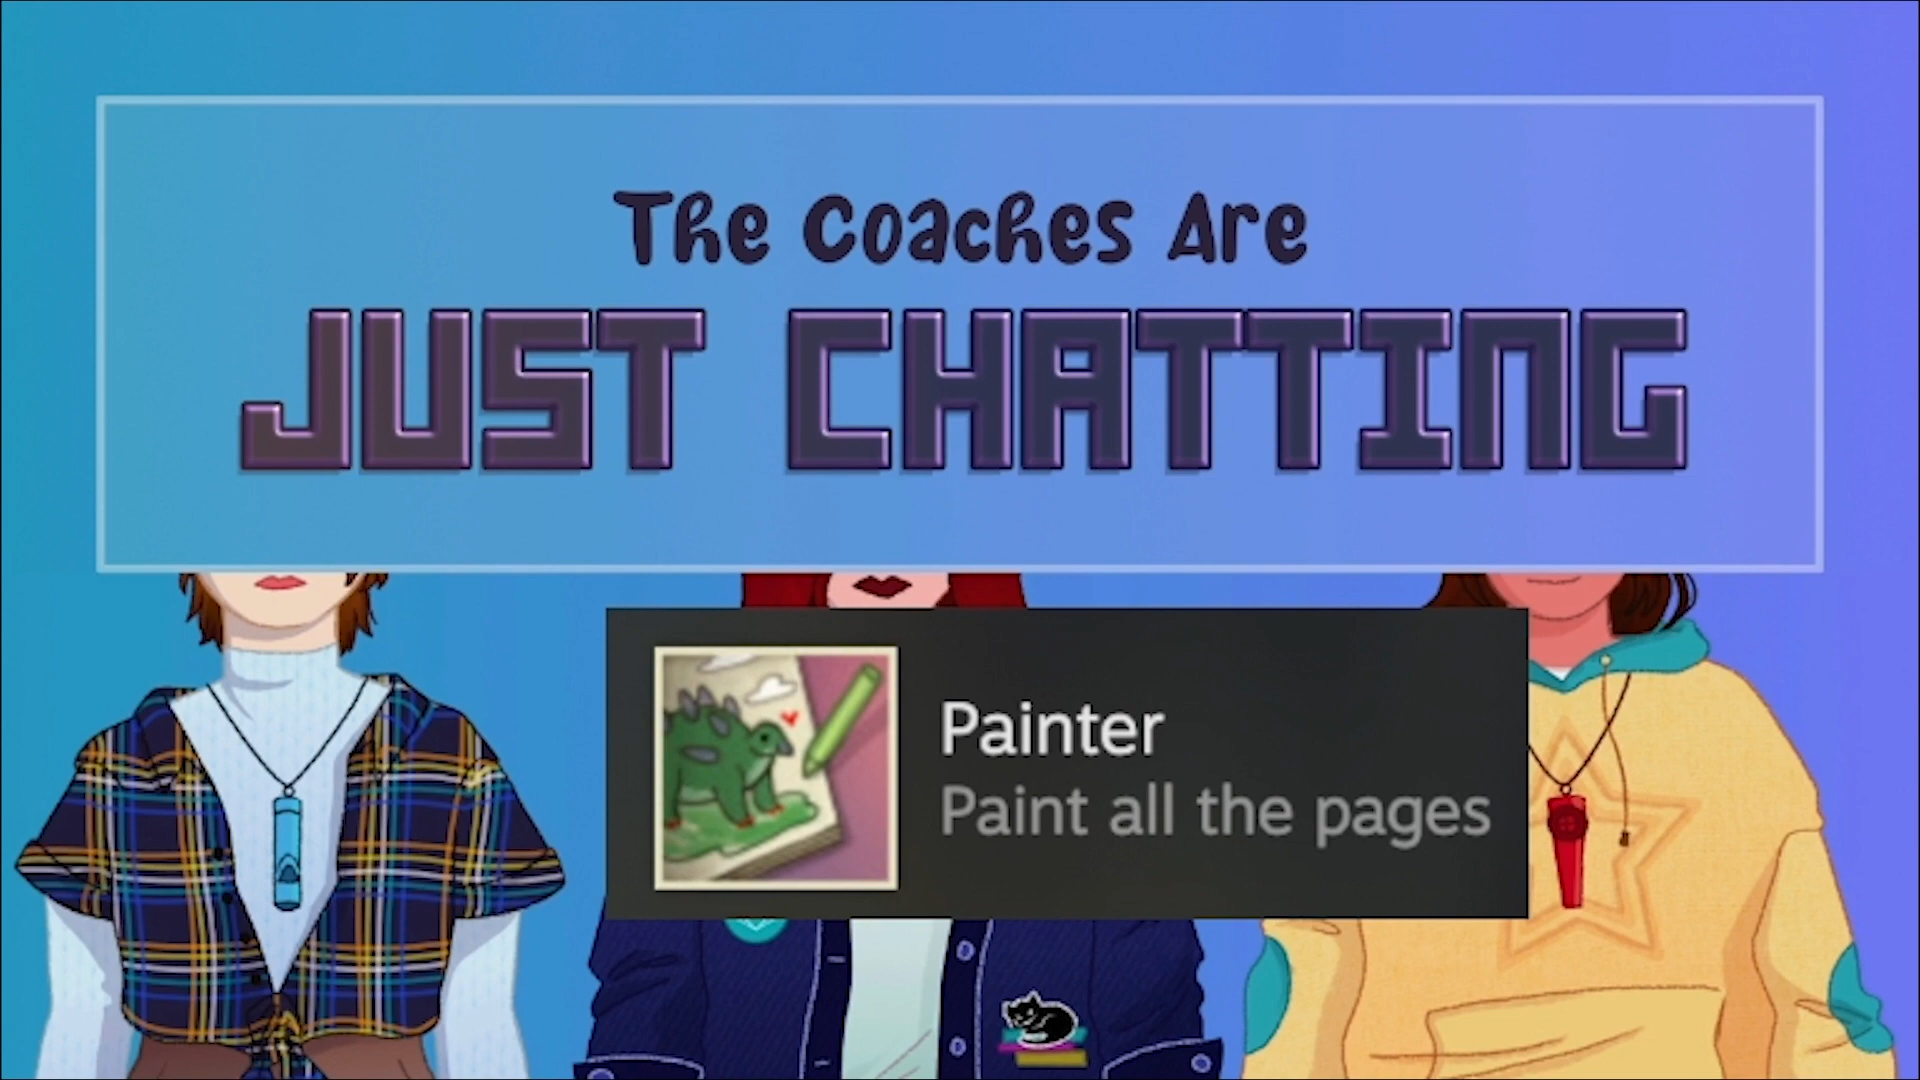 The Coaches Are
JUST CHATTING
Painter
Paint all the pages